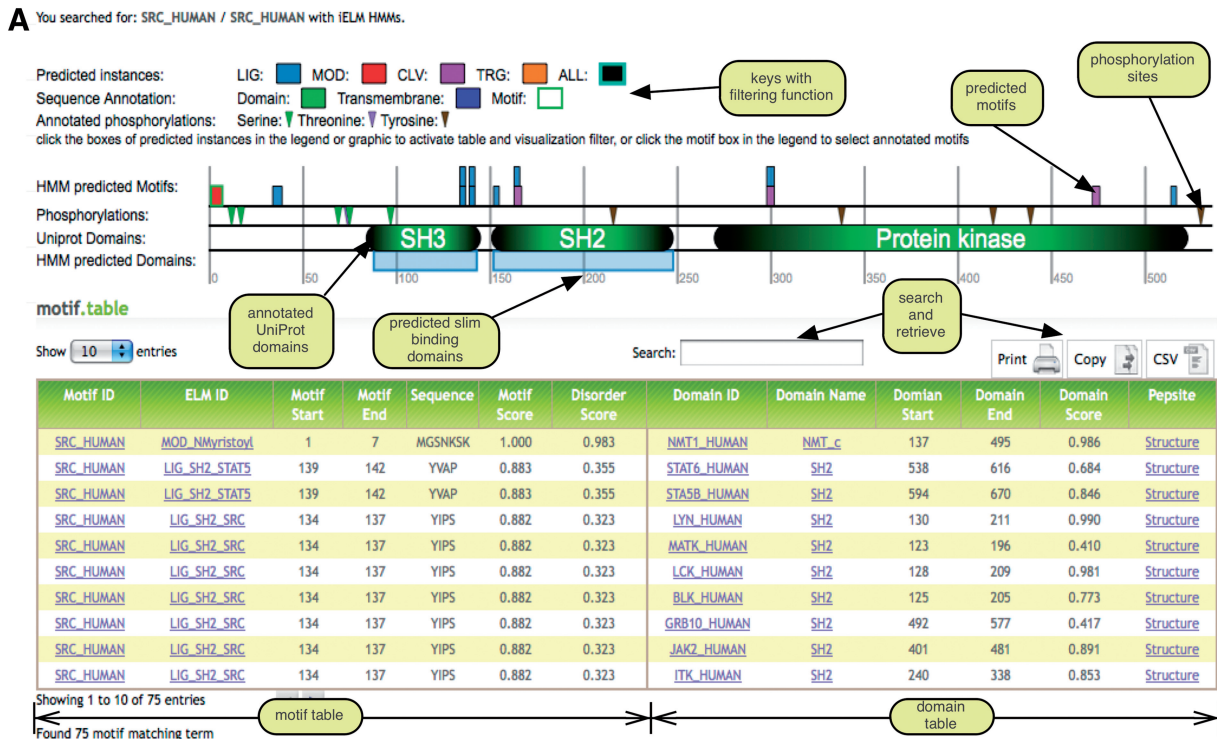 A You searched for: SRC_HUMAN / SRC_HUMAN with iELM HMMs.
Predicted instances: LIG: MOD: CLV: TRG: ALL:
Sequence Annotation: Domain: Transmembrane: Motif:
Annotated phosphorylations: Serine: Threonine: Tyrosine:
click the boxes of predicted instances in the legend or graphic to activate table and visualization filter, or click the motif box in the legend to select annotated motifs
keys with
filtering function
predicted
motifs
phosphorylation
sites
HMM predicted Motifs:
Phosphorylations:
Uniprot Domains: SH3 SH2 Protein kinase
HMM predicted Domains:
0 50 100 150 200 250 300 350 400 450 500
annotated
UniProt
domains
predicted slim
binding
domains
search
and
retrieve
motif.table
Show 10 entries Search: Print Copy CSV
Motif ID ELM ID Motif Start Motif End Sequence Motif Score Disorder Score Domain ID Domain Name Domian Start Domain End Domain Score Pepsite
SRC_HUMAN MOD_NMyristoyl 1 7 MGSNKSK 1.000 0.983 NMT1_HUMAN NMT_c 137 495 0.986 Structure
SRC_HUMAN LIG_SH2_STAT5 139 142 YVAP 0.883 0.355 STAT6_HUMAN SH2 538 616 0.684 Structure
SRC_HUMAN LIG_SH2_STAT5 139 142 YVAP 0.883 0.355 STA5B_HUMAN SH2 594 670 0.846 Structure
SRC_HUMAN LIG_SH2_SRC 134 137 YIPS 0.882 0.323 LYN_HUMAN SH2 130 211 0.990 Structure
SRC_HUMAN LIG_SH2_SRC 134 137 YIPS 0.882 0.323 MATK_HUMAN SH2 123 196 0.410 Structure
SRC_HUMAN LIG_SH2_SRC 134 137 YIPS 0.882 0.323 LCK_HUMAN SH2 128 209 0.981 Structure
SRC_HUMAN LIG_SH2_SRC 134 137 YIPS 0.882 0.323 BLK_HUMAN SH2 125 205 0.773 Structure
SRC_HUMAN LIG_SH2_SRC 134 137 YIPS 0.882 0.323 GRB10_HUMAN SH2 492 577 0.417 Structure
SRC_HUMAN LIG_SH2_SRC 134 137 YIPS 0.882 0.323 JAK2_HUMAN SH2 401 481 0.891 Structure
SRC_HUMAN LIG_SH2_SRC 134 137 YIPS 0.882 0.323 ITK_HUMAN SH2 240 338 0.853 Structure
Showing 1 to 10 of 75 entries
motif table
domain
table
Found 75 motif matching term